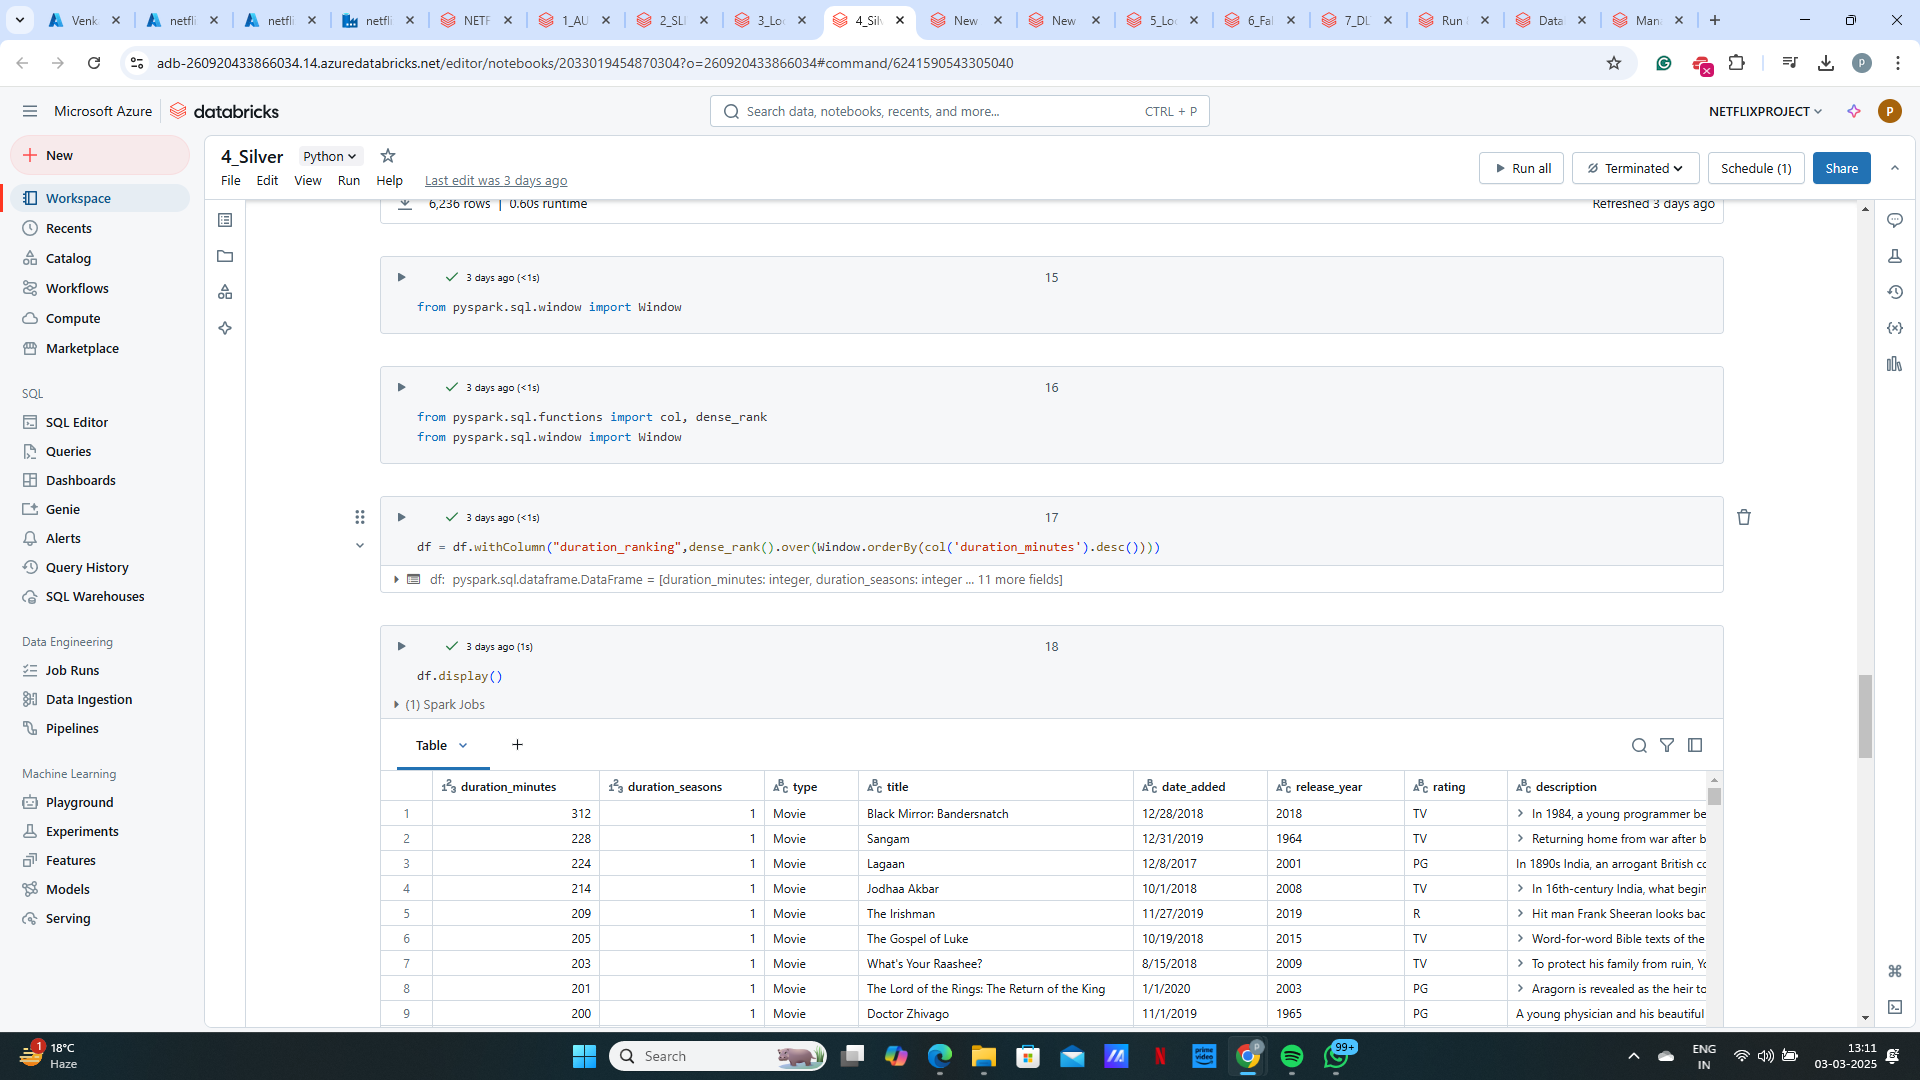 Venk
netfli
netfli
netfli
NETF
1_AU
2_SL
3_Loc
4_Silv
New
New
5_Loc
6_Fal
7_DL
Run
Data
Man
adb-260920433866034.14.azuredatabricks.net/editor/notebooks/2033019454870304?o=260920433866034#command/6241590543305040
P
Microsoft Azure
databricks
Search data, notebooks, recents, and more...
CTRL + P
NETFLIXPROJECT
P
New
Workspace
Recents
Catalog
Workflows
Compute
Marketplace
SQL
SQL Editor
Queries
Dashboards
Genie
Alerts
Query History
SQL Warehouses
Data Engineering
Job Runs
Data Ingestion
Pipelines
Machine Learning
Playground
Experiments
Features
Models
Serving
4_Silver Python
File Edit View Run Help Last edit was 3 days ago
Run all Terminated Schedule (1) Share
6,236 rows | 0.60s runtime Refreshed 3 days ago
3 days ago (<1s) 15
from pyspark.sql.window import Window
3 days ago (<1s) 16
from pyspark.sql.functions import col, dense_rank
from pyspark.sql.window import Window
3 days ago (<1s) 17
df = df.withColumn("duration_ranking",dense_rank().over(Window.orderBy(col('duration_minutes').desc())))
df: pyspark.sql.dataframe.DataFrame = [duration_minutes: integer, duration_seasons: integer ... 11 more fields]
3 days ago (1s) 18
df.display()
(1) Spark Jobs
Table +
duration_minutes duration_seasons type title date_added release_year rating description
1 312 1 Movie Black Mirror: Bandersnatch 12/28/2018 2018 TV In 1984, a young programmer be
2 228 1 Movie Sangam 12/31/2019 1964 TV Returning home from war after b
3 224 1 Movie Lagaan 12/8/2017 2001 PG In 1890s India, an arrogant British co
4 214 1 Movie Jodhaa Akbar 10/1/2018 2008 TV In 16th-century India, what begin
5 209 1 Movie The Irishman 11/27/2019 2019 R Hit man Frank Sheeran looks bac
6 205 1 Movie The Gospel of Luke 10/19/2018 2015 TV Word-for-word Bible texts of the
7 203 1 Movie What's Your Raashee? 8/15/2018 2009 TV To protect his family from ruin, Yo
8 201 1 Movie The Lord of the Rings: The Return of the King 1/1/2020 2003 PG Aragorn is revealed as the heir to
9 200 1 Movie Doctor Zhivago 11/1/2019 1965 PG A young physician and his beautiful
1
18°C
Haze
Search
prime video
99+
ENG
IN
13:11
03-03-2025